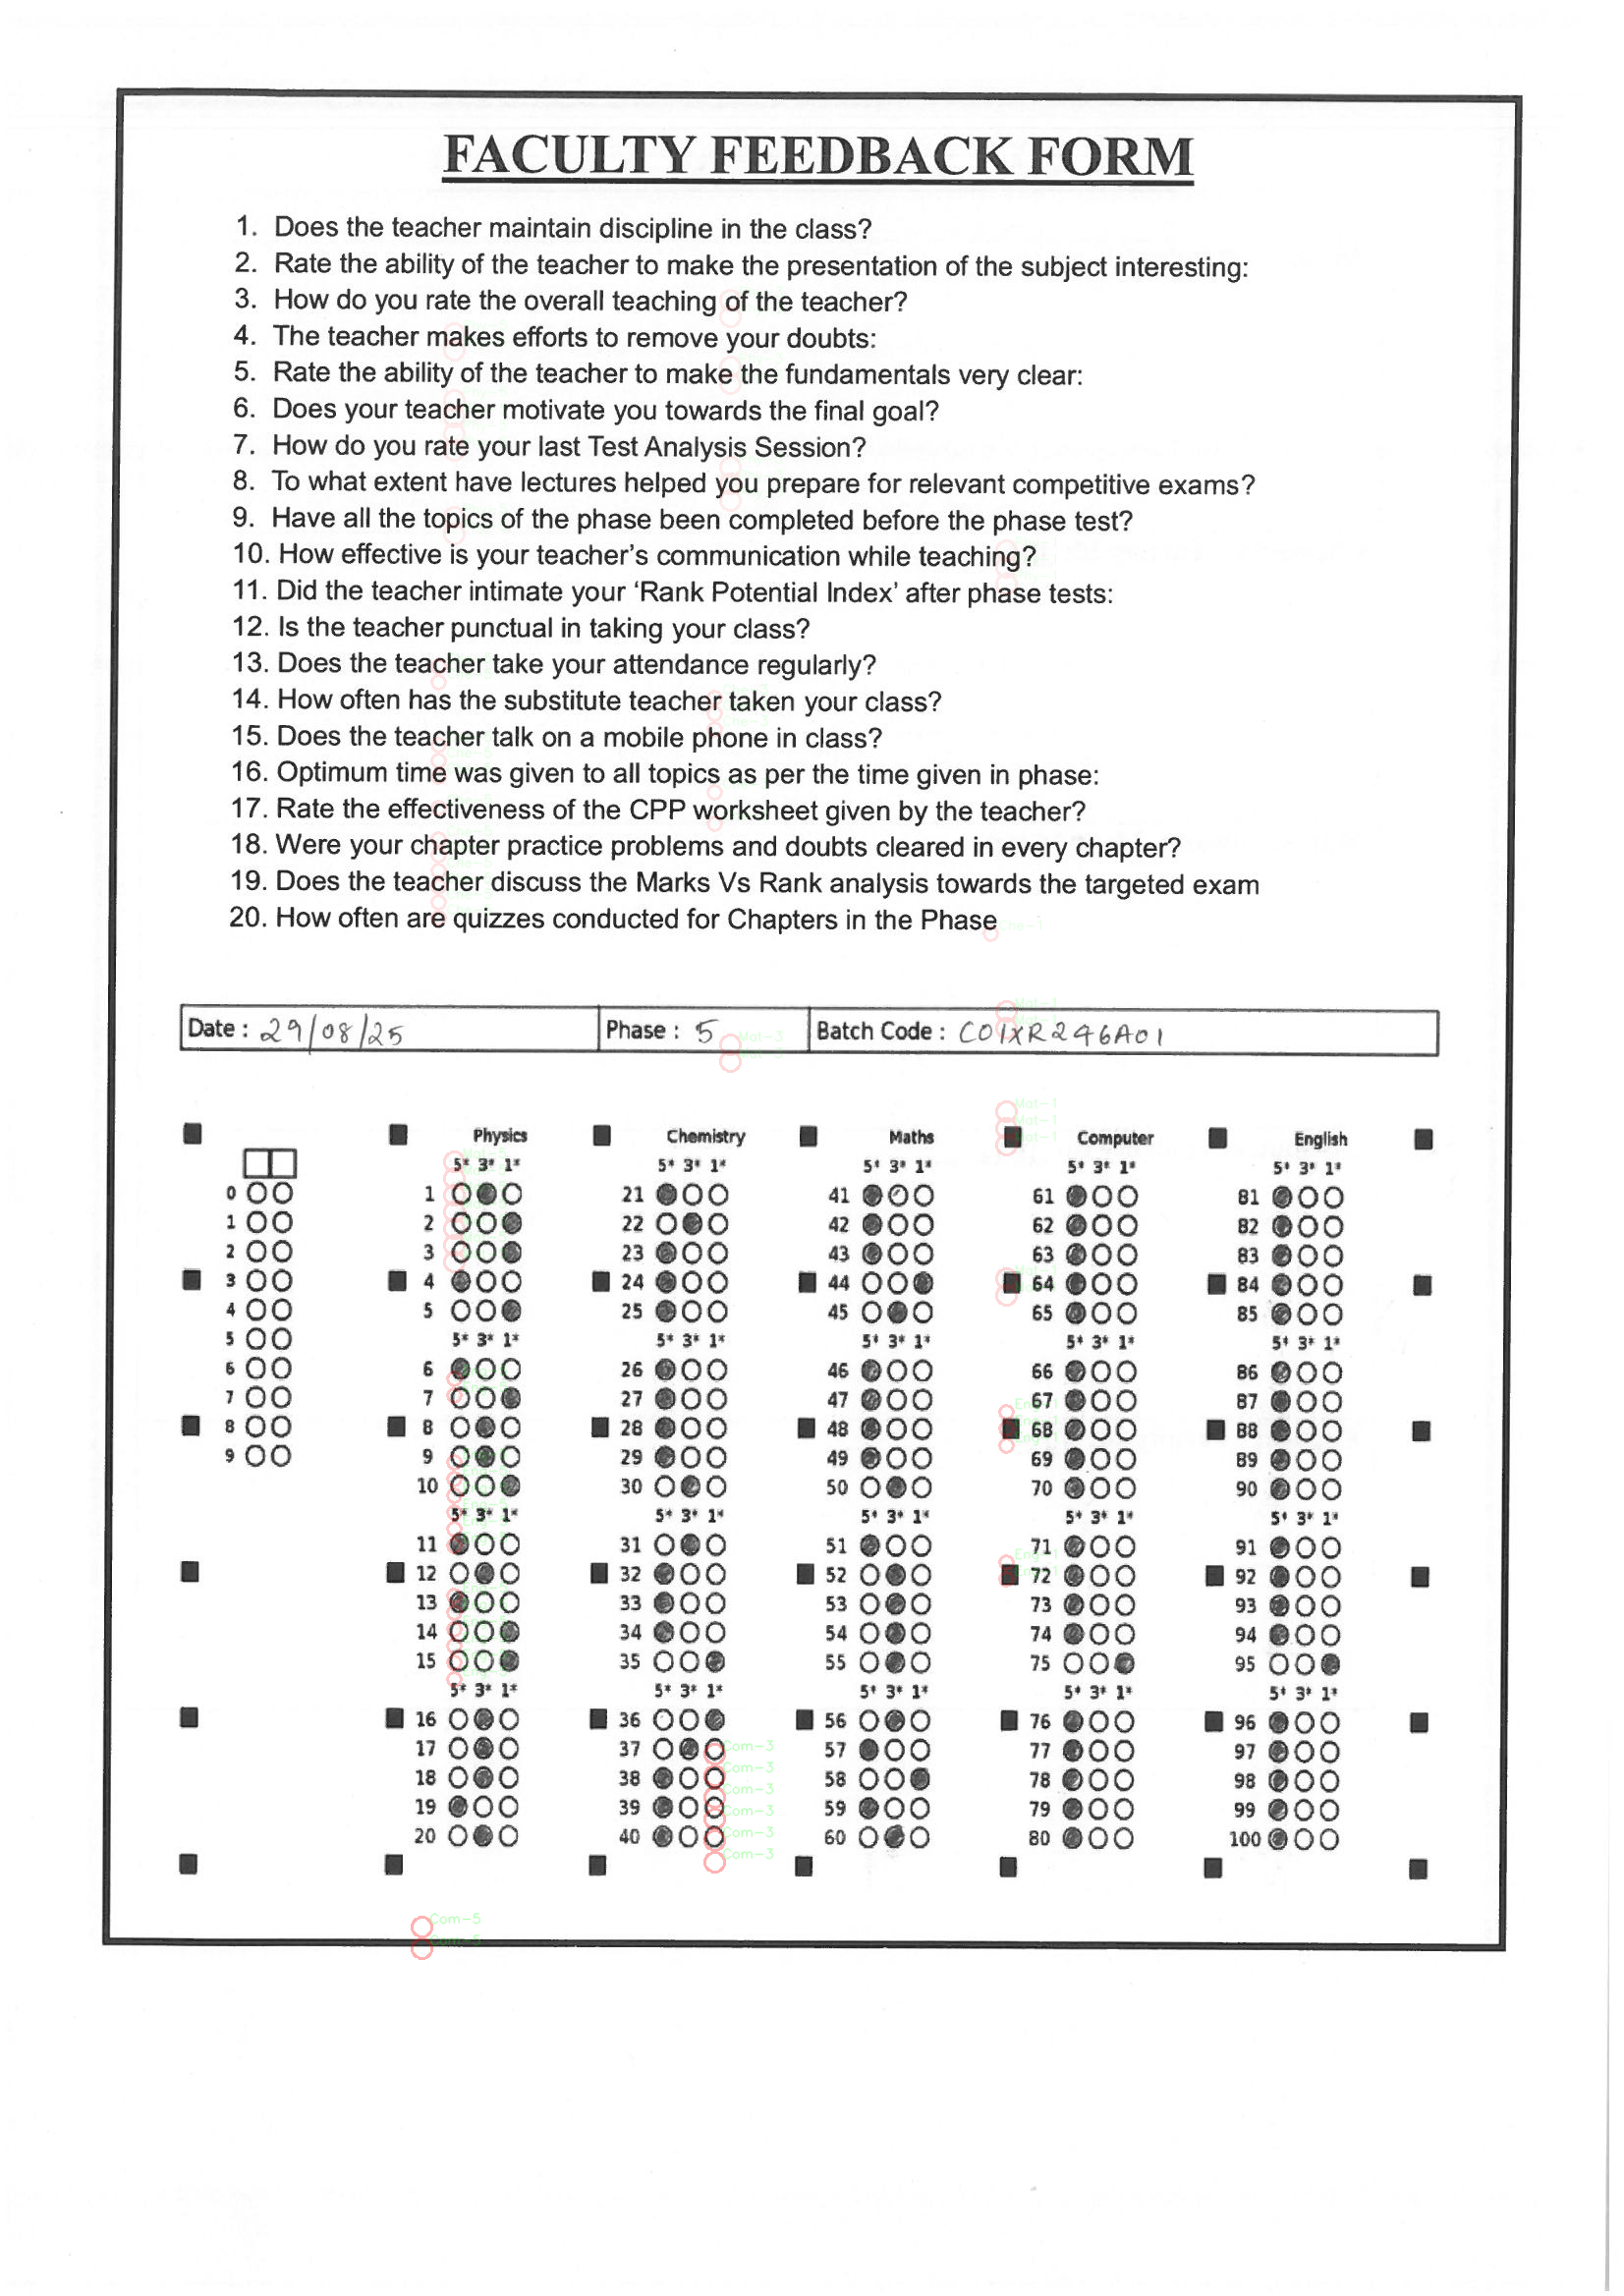 FACULTY FEEDBACK FORM
1. Does the teacher maintain discipline in the class?
2. Rate the ability of the teacher to make the presentation of the subject interesting:
3. How do you rate the overall teaching of the teacher?
4. The teacher makes efforts to remove your doubts:
5. Rate the ability of the teacher to make the fundamentals very clear:
6. Does your teacher motivate you towards the final goal?
7. How do you rate your last Test Analysis Session?
8. To what extent have lectures helped you prepare for relevant competitive exams?
9. Have all the topics of the phase been completed before the phase test?
10. How effective is your teacher's communication while teaching?
11. Did the teacher intimate your 'Rank Potential Index' after phase tests:
12. Is the teacher punctual in taking your class?
13. Does the teacher take your attendance regularly?
14. How often has the substitute teacher taken your class?
15. Does the teacher talk on a mobile phone in class?
16. Optimum time was given to all topics as per the time given in phase:
17. Rate the effectiveness of the CPP worksheet given by the teacher?
18. Were your chapter practice problems and doubts cleared in every chapter?
19. Does the teacher discuss the Marks Vs Rank analysis towards the targeted exam
20. How often are quizzes conducted for Chapters in the Phase
Date : 29/08/25 Phase : 5 Batch Code : C01XR246A01
Physics Chemistry Maths Computer English
5* 3* 1* 5* 3* 1* 5* 3* 1* 5* 3* 1* 5* 3* 1*
0 1 21 41 61 81
1 2 22 42 62 82
2 3 23 43 63 83
3 4 24 44 64 84
4 5 25 45 65 85
5 5* 3* 1* 5* 3* 1* 5* 3* 1* 5* 3* 1* 5* 3* 1*
6 6 26 46 66 86
7 7 27 47 67 87
8 8 28 48 68 88
9 9 29 49 69 89
10 30 50 70 90
5* 3* 1* 5* 3* 1* 5* 3* 1* 5* 3* 1* 5* 3* 1*
11 31 51 71 91
12 32 52 72 92
13 33 53 73 93
14 34 54 74 94
15 35 55 75 95
5* 3* 1* 5* 3* 1* 5* 3* 1* 5* 3* 1* 5* 3* 1*
16 36 56 76 96
17 37 57 77 97
18 38 58 78 98
19 39 59 79 99
20 40 60 80 100
Com-3
Com-3
Com-3
Com-3
Com-3
Com-3
Com-5
Com-5